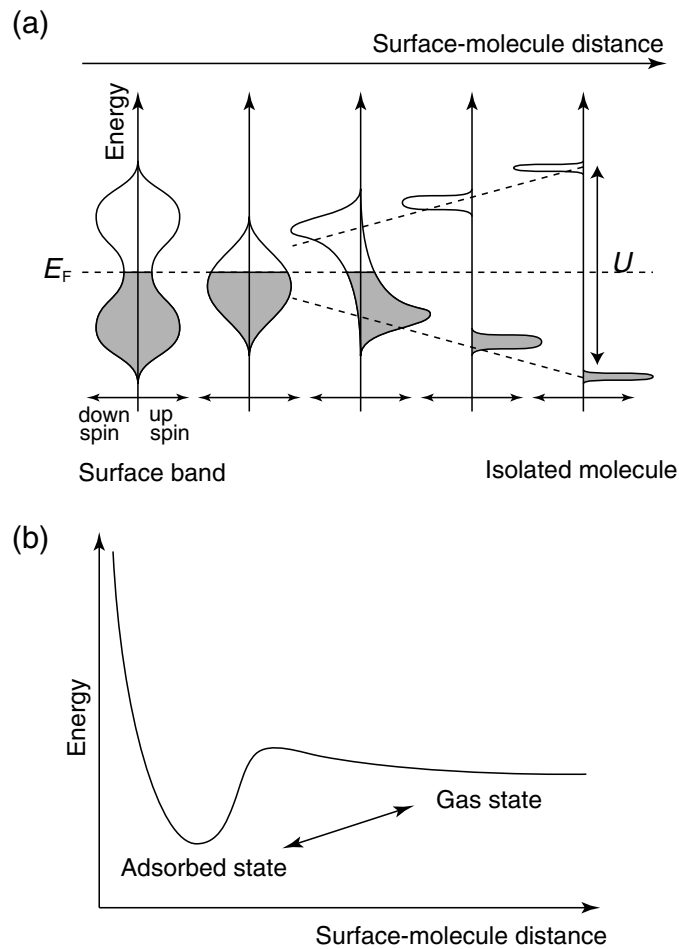 (a)
Surface-molecule distance
Energy
E_F
U
down spin
up spin
Surface band
Isolated molecule
(b)
Energy
Gas state
Adsorbed state
Surface-molecule distance